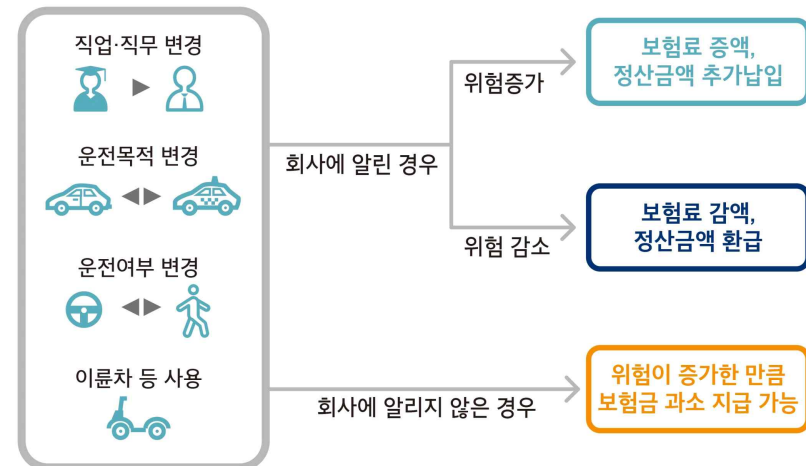 직업·직무 변경
운전목적 변경
운전여부 변경
이륜차 등 사용
회사에 알린 경우
위험증가
보험료 증액,
정산금액 추가납입
위험 감소
보험료 감액,
정산금액 환급
회사에 알리지 않은 경우
위험이 증가한 만큼
보험금 과소 지급 가능